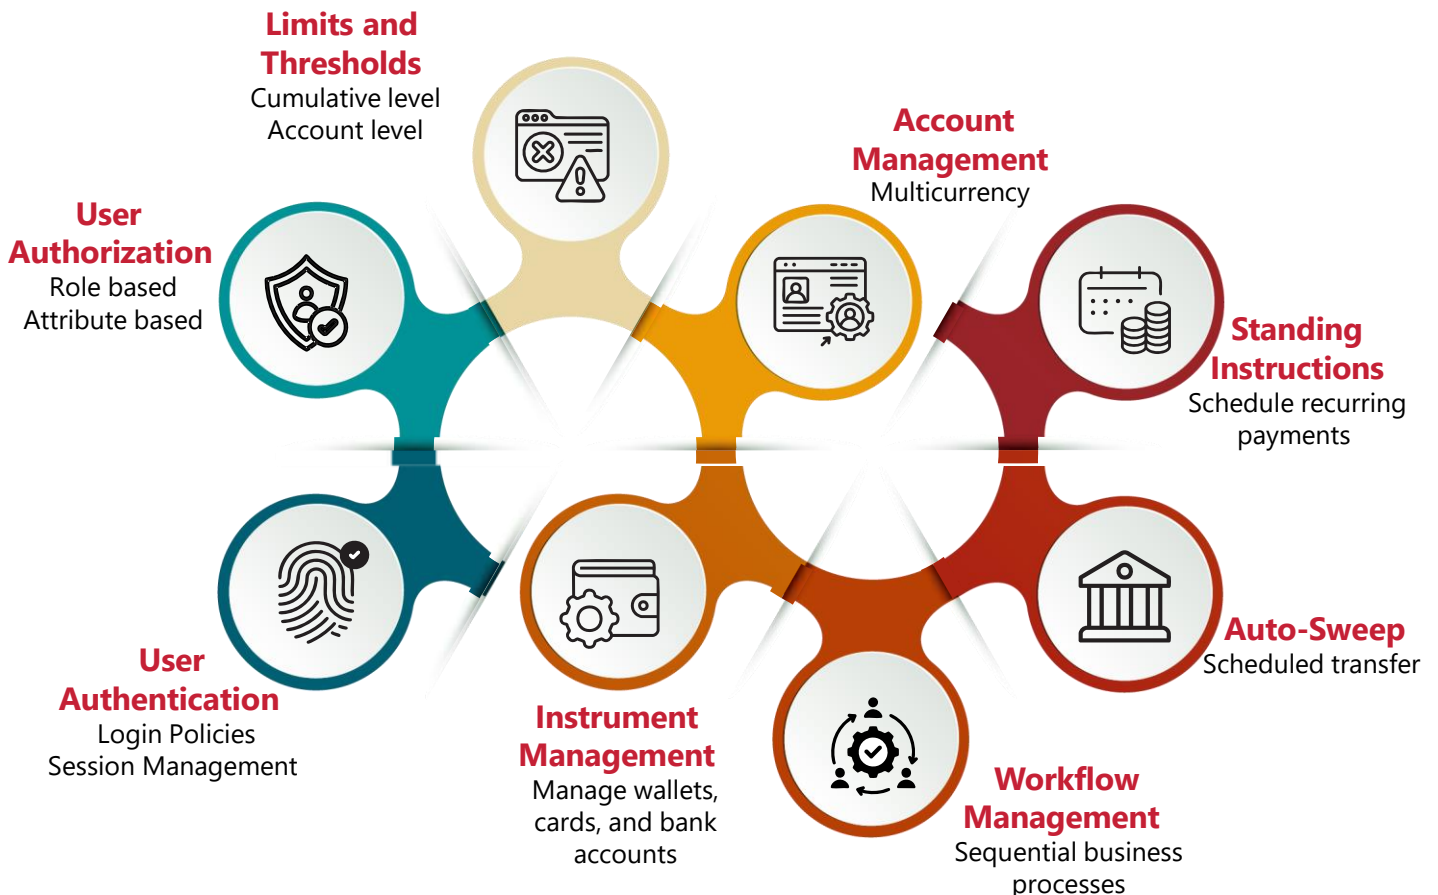 Limits and
Thresholds
Cumulative level
Account level
Account
Management
Multicurrency
User
Authorization
Role based
Attribute based
Standing
Instructions
Schedule recurring
payments
User
Authentication
Login Policies
Session Management
Instrument
Management
Manage wallets,
cards, and bank
accounts
Auto-Sweep
Scheduled transfer
Workflow
Management
Sequential business
processes